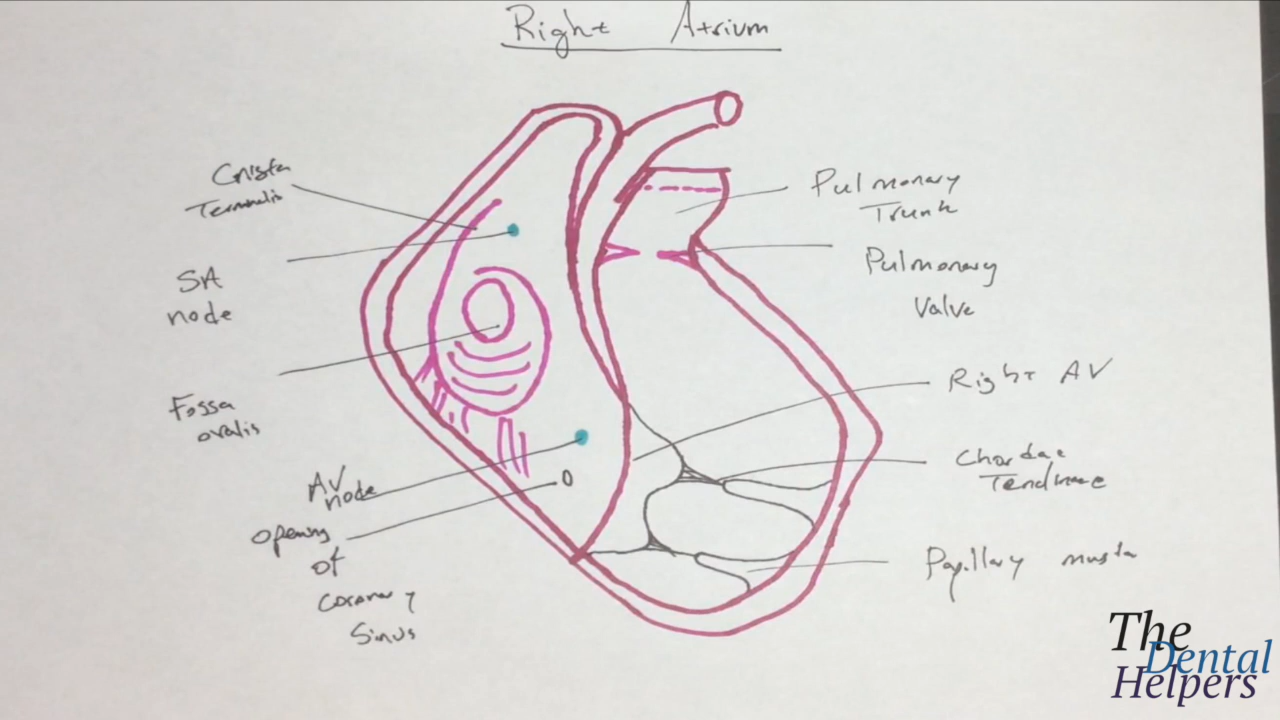 Right Atrium
Crista
Terminalis
SA
node
Fossa
ovalis
AV
node
Opening
of
Coronary
Sinus
Pulmonary
Trunk
Pulmonary
Valve
Right AV
Chordae
Tendineae
Papillary muscle
The
Dental
Helpers